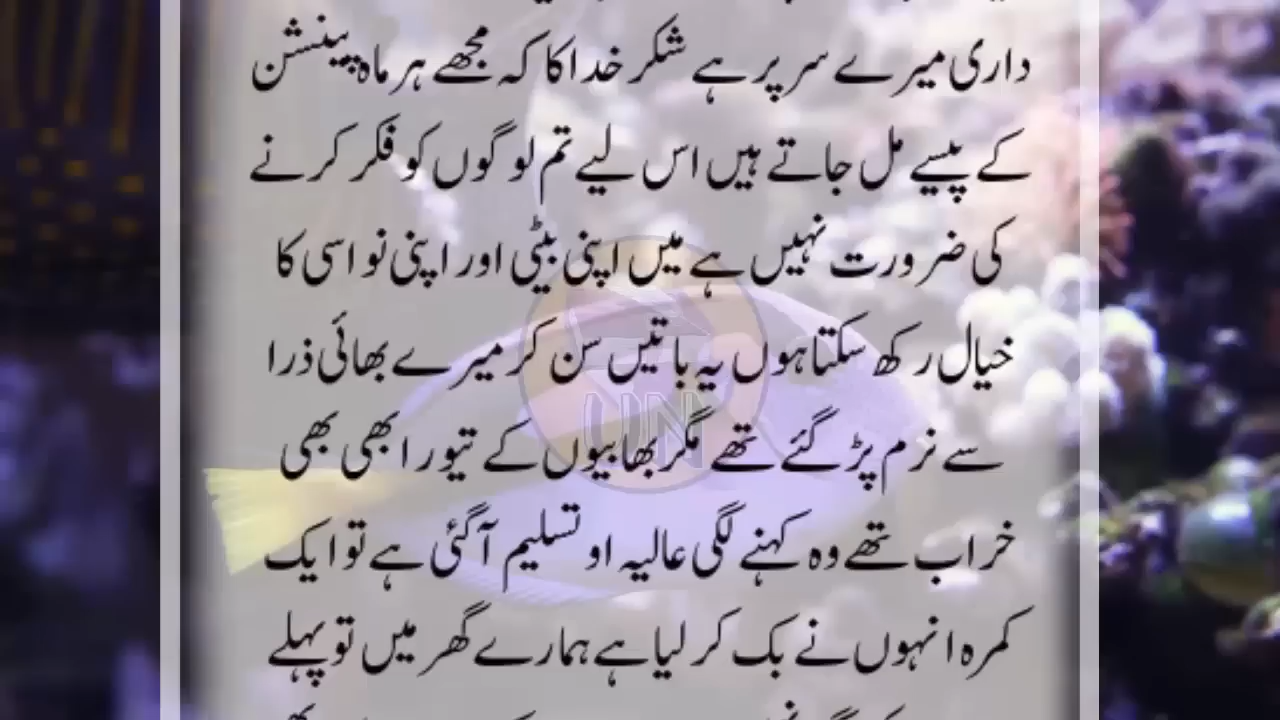 داری میرے سر پر ہے شکر خدا کا کہ مجھے ہر ماہ پینشن
کے پیسے مل جاتے ہیں اس لیے تم لوگوں کو فکر کرنے
کی ضرورت نہیں ہے میں اپنی بیٹی اور اپنی نواسی کا
خیال رکھ سکتا ہوں یہ باتیں سن کر میرے بھائی ذرا
سے نرم پڑ گئے تھے مگر بھابیوں کے تیور ابھی بھی
خراب تھے وہ کہنے لگی عالیہ او تسلیم آ گئی ہے تو ایک
کمرہ انہوں نے بک کر لیا ہے ہمارے گھر میں تو پہلے
UN